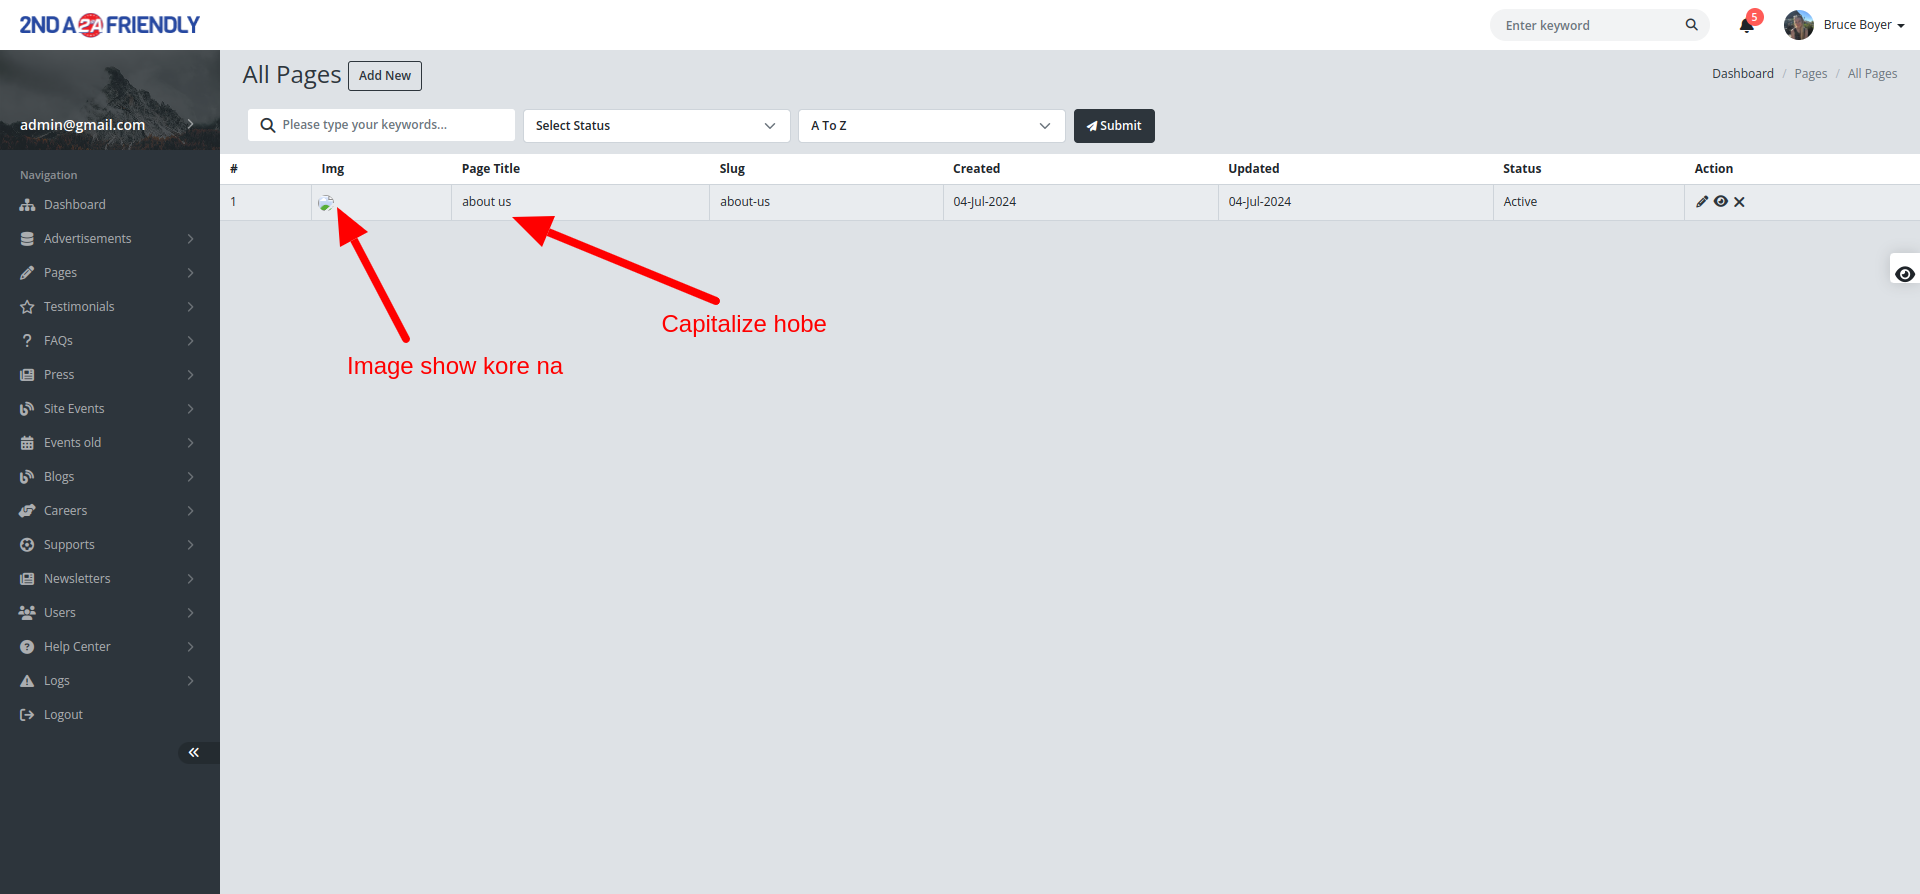 2ND A 2A FRIENDLY
Enter keyword
5
Bruce Boyer
admin@gmail.com
Navigation
Dashboard
Advertisements
Pages
Testimonials
FAQs
Press
Site Events
Events old
Blogs
Careers
Supports
Newsletters
Users
Help Center
Logs
Logout
All Pages
Add New
Dashboard / Pages / All Pages
Please type your keywords...
Select Status
A To Z
Submit
# Img Page Title Slug Created Updated Status Action
1 about us about-us 04-Jul-2024 04-Jul-2024 Active
Capitalize hobe
Image show kore na